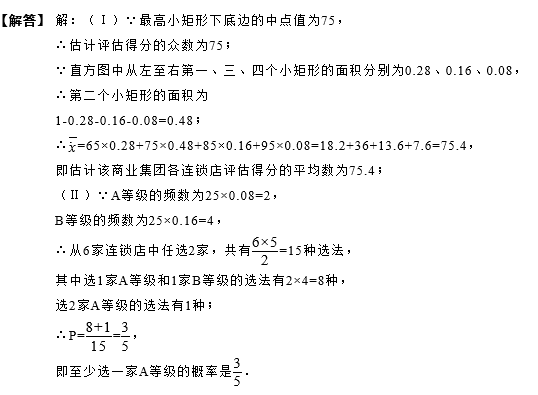 【解答】 解：（Ⅰ）∵最高小矩形下底边的中点值为75，
∴估计评估得分的众数为75；
∵直方图中从左至右第一、三、四个小矩形的面积分别为0.28、0.16、0.08，
∴第二个小矩形的面积为
1-0.28-0.16-0.08=0.48；
∴x̄=65×0.28+75×0.48+85×0.16+95×0.08=18.2+36+13.6+7.6=75.4，
即估计该商业集团各连锁店评估得分的平均数为75.4；
（Ⅱ）∵A等级的频数为25×0.08=2，
B等级的频数为25×0.16=4，
∴从6家连锁店中任选2家，共有6×5/2=15种选法，
其中选1家A等级和1家B等级的选法有2×4=8种，
选2家A等级的选法有1种；
∴P=8+1/15=3/5，
即至少选一家A等级的概率是3/5．